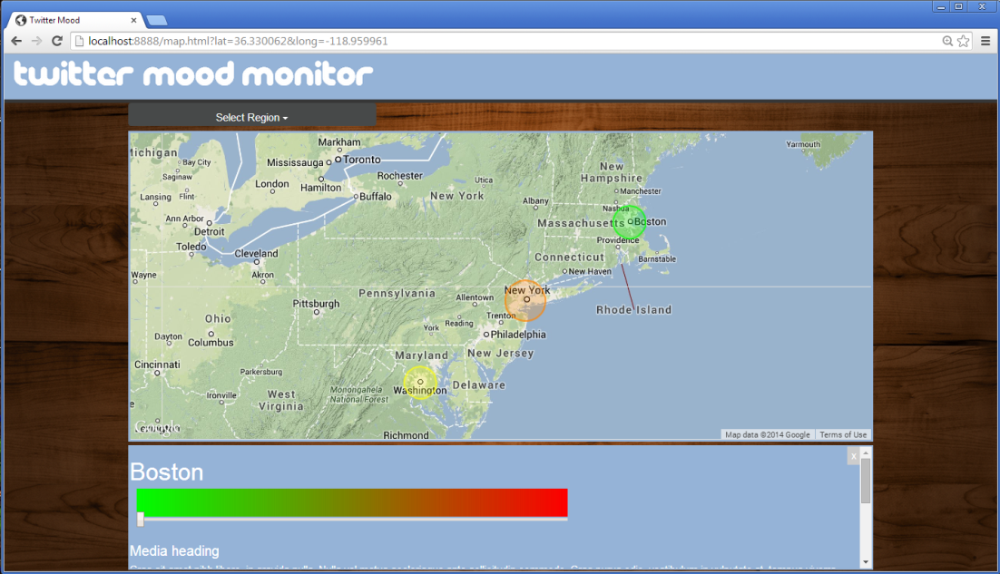 Twitter Mood
localhost:8888/map.html?lat=36.330062&long=-118.959961
twitter mood monitor
Select Region
Markham
Mississauga Toronto
Yarmouth
Michigan
Bay City
Saginaw
London
Hamilton
Rochester
Utica
New
Hampshire
Manchester
Lansing
Flint
Buffalo
New York
Albany
Nashua
Ann Arbor
Detroit
Massachusetts
Boston
Toledo
Cleveland
Providence
Connecticut
Barnstable
Wayne
Akron
New Haven
New York
Pennsylvania
Allentown
Pittsburgh
Rhode Island
Ohio
Trenton
York
Reading
Philadelphia
Dayton
Columbus
Maryland
New Jersey
Cincinnati
Parkersburg
Washington
Delaware
Ironville
West
Virginia
Monongahela
National Forest
Google
Richmond
Map data ©2014 Google
Terms of Use
x
Boston
Media heading